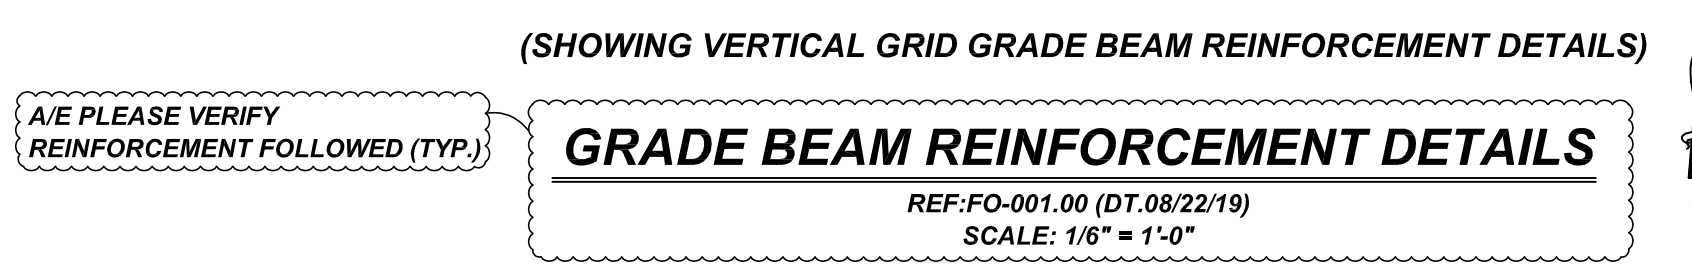 (SHOWING VERTICAL GRID GRADE BEAM REINFORCEMENT DETAILS)
A/E PLEASE VERIFY
REINFORCEMENT FOLLOWED (TYP.)
GRADE BEAM REINFORCEMENT DETAILS
REF:FO-001.00 (DT.08/22/19)
SCALE: 1/6" = 1'-0"